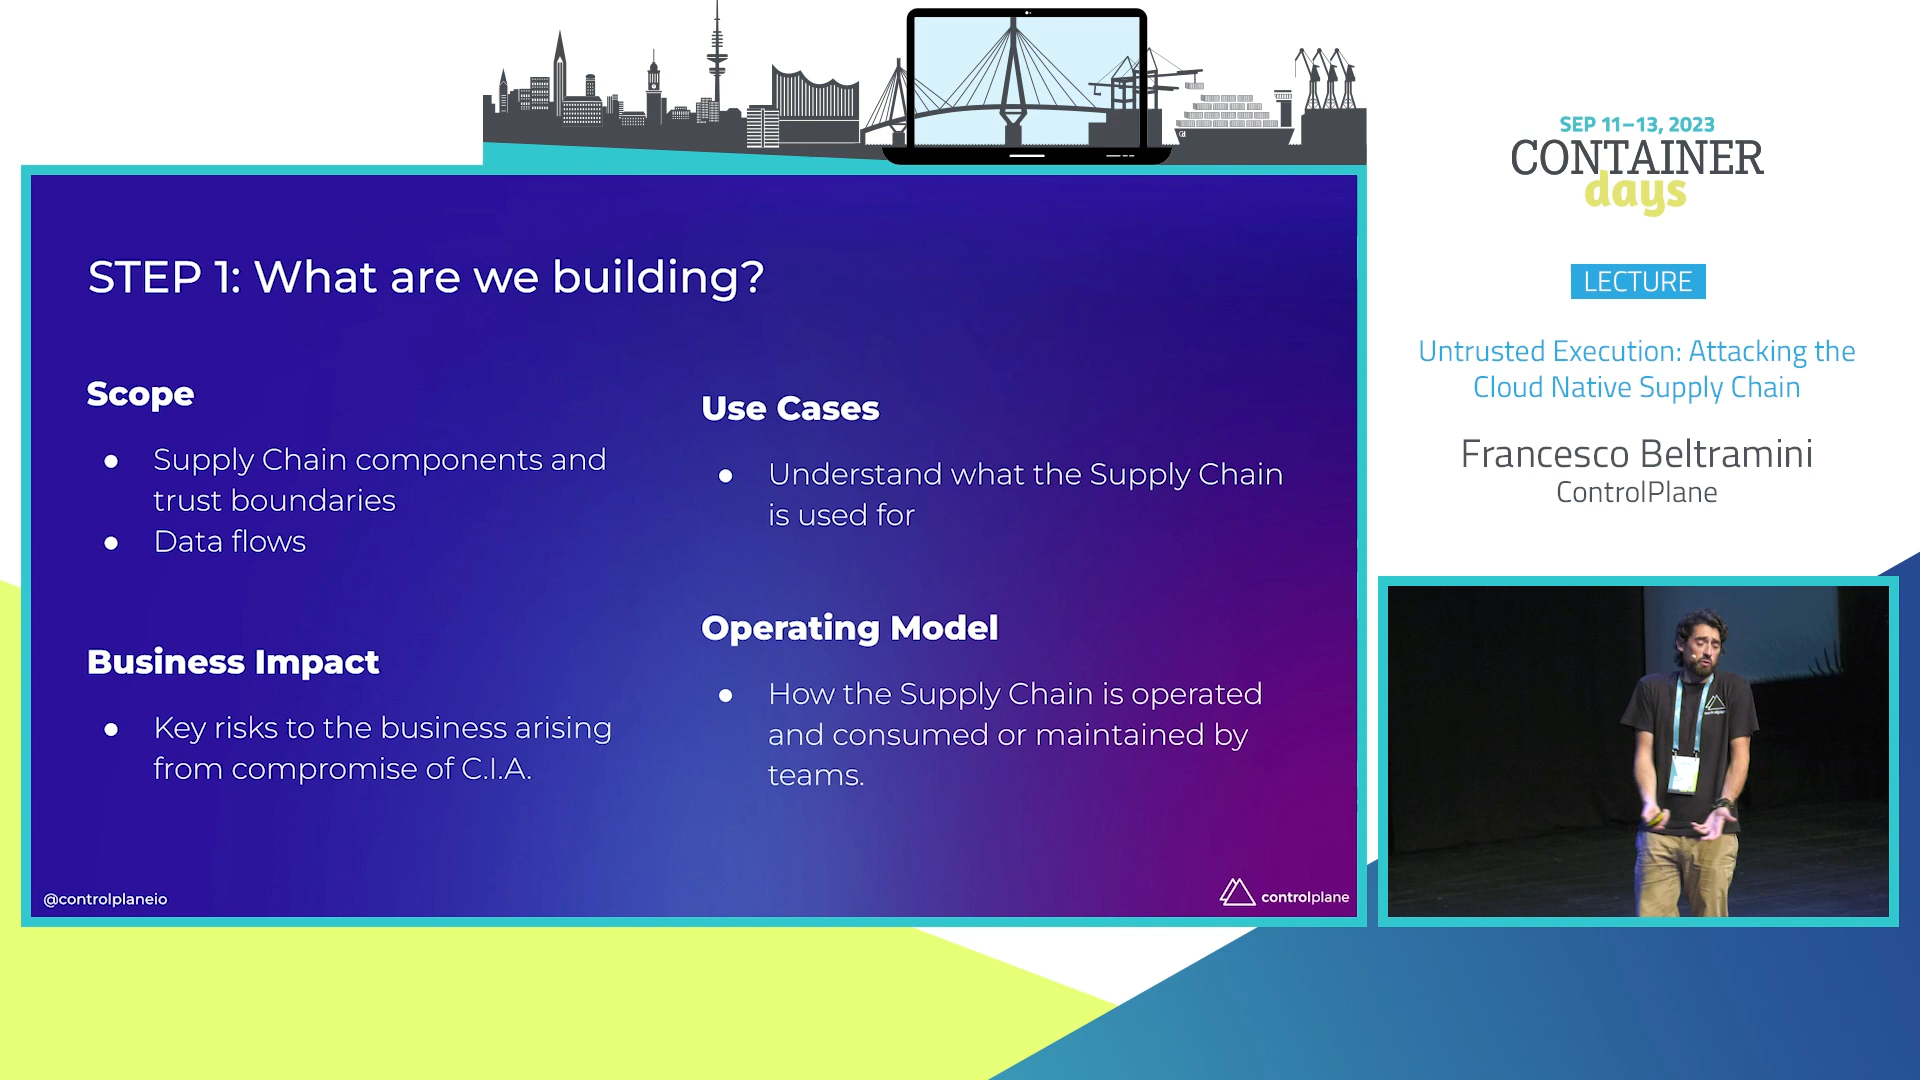 STEP 1: What are we building?
Scope
● Supply Chain components and
trust boundaries
● Data flows
Business Impact
● Key risks to the business arising
from compromise of C.I.A.
Use Cases
● Understand what the Supply Chain
is used for
Operating Model
● How the Supply Chain is operated
and consumed or maintained by
teams.
@controlplaneio
controlplane
SEP 11–13, 2023
CONTAINER
days
LECTURE
Untrusted Execution: Attacking the
Cloud Native Supply Chain
Francesco Beltramini
ControlPlane